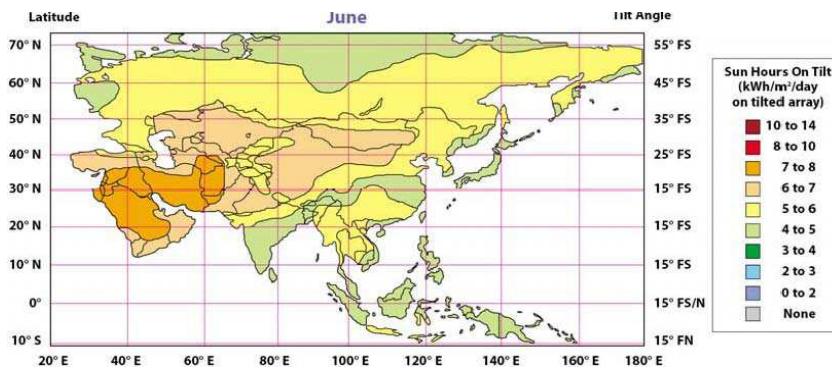 Latitude
June
Tilt Angle
70° N
55° FS
60° N
45° FS
50° N
35° FS
40° N
25° FS
30° N
15° FS
20° N
15° FS
10° N
15° FS
0°
15° FS/N
10° S
15° FN
20° E
40° E
60° E
80° E
100° E
120° E
140° E
160° E
180° E
Sun Hours On Tilt
(kWh/m²/day
on tilted array)
10 to 14
8 to 10
7 to 8
6 to 7
5 to 6
4 to 5
3 to 4
2 to 3
0 to 2
None